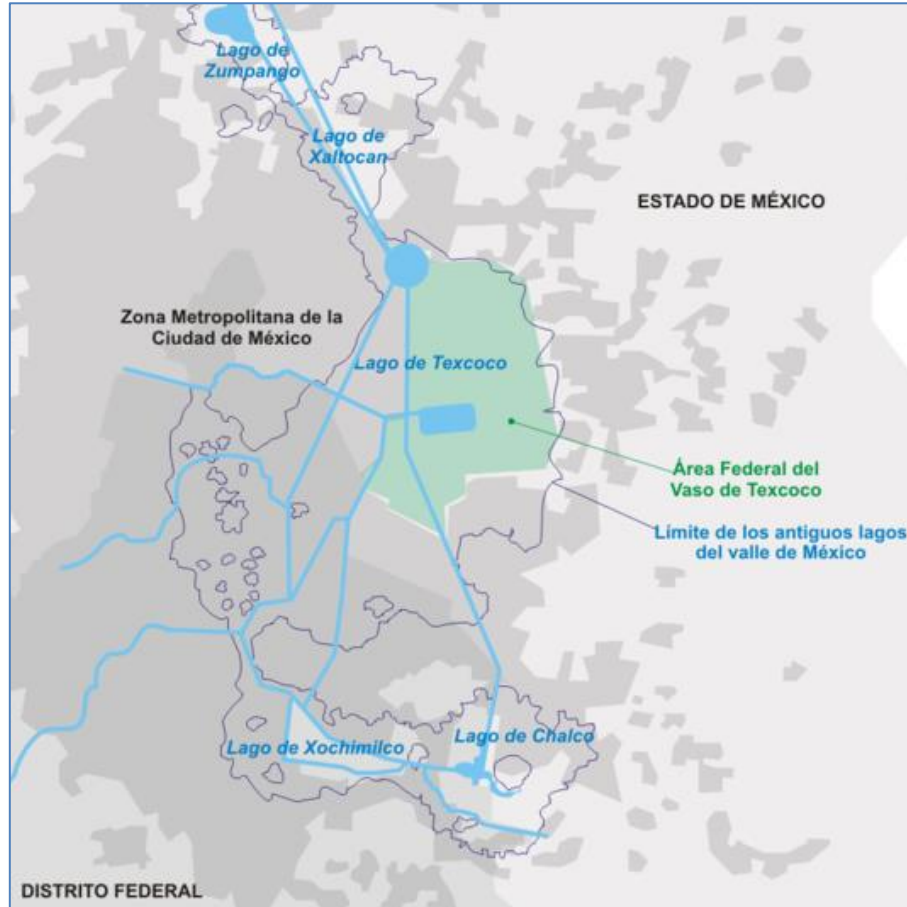 Lago de
Zumpango
Lago de
Xaltocan
ESTADO DE MÉXICO
Zona Metropolitana de la
Ciudad de México
Lago de Texcoco
Área Federal del
Vaso de Texcoco
Límite de los antiguos lagos
del valle de México
Lago de Xochimilco
Lago de Chalco
DISTRITO FEDERAL